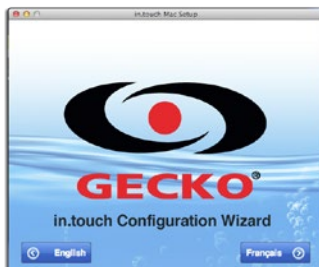 in.touch Mac Setup
GECKO®
in.touch Configuration Wizard
English
Français